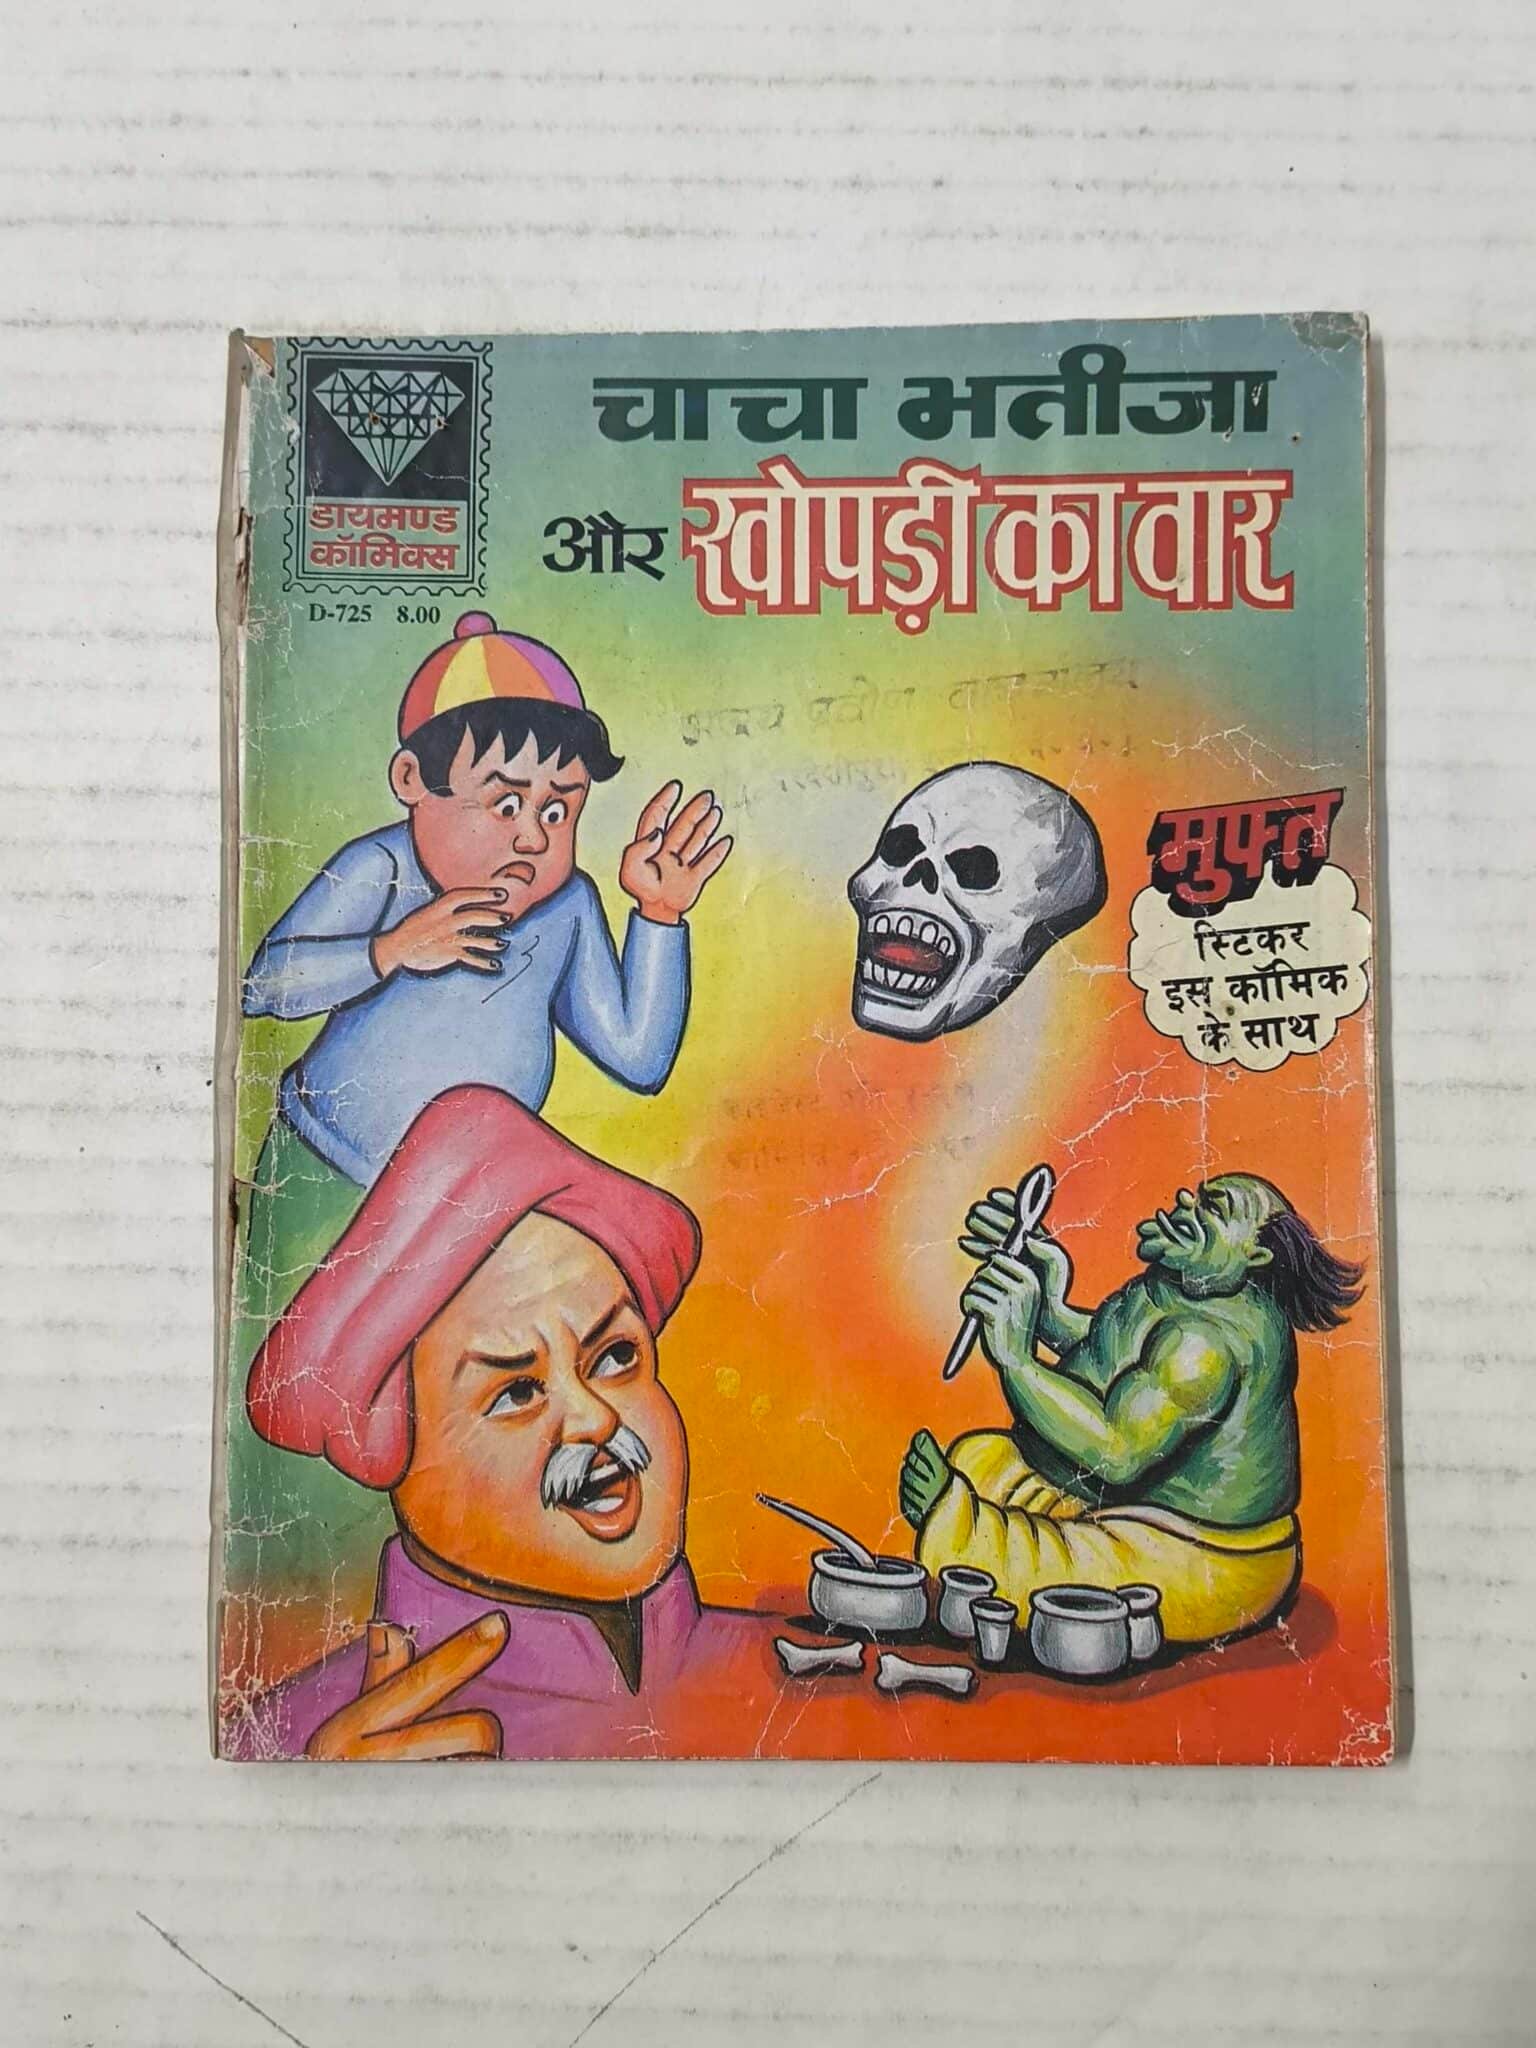 चाचा भतीजा
और खोपड़ी का वार
डायमण्ड
कॉमिक्स
D-725 8.00
मुफ्त
स्टिकर
इस कॉमिक
के साथ